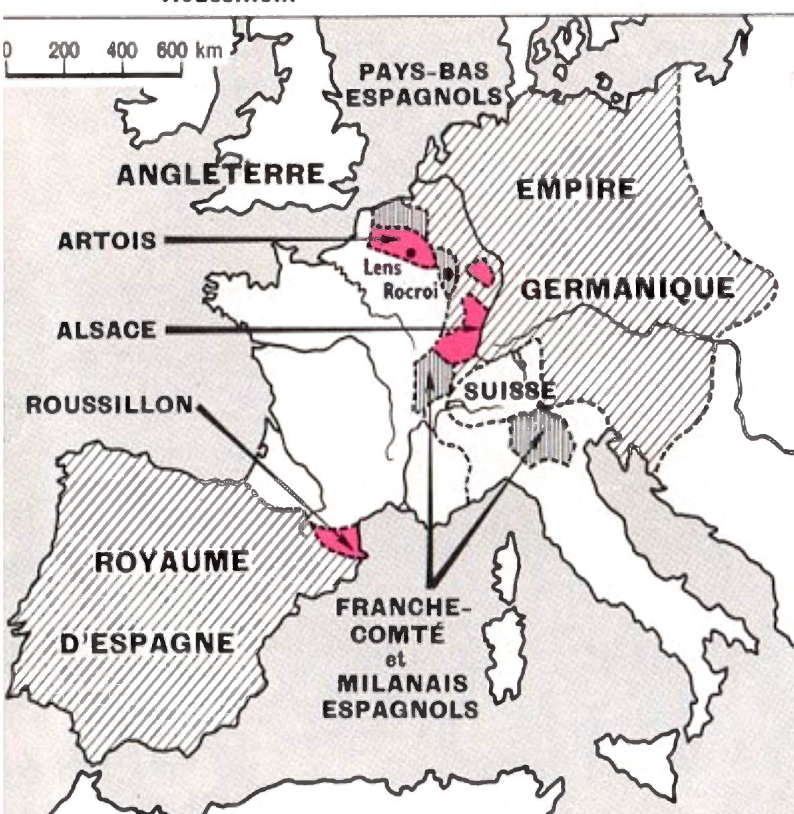 0 200 400 600 km
PAYS-BAS
ESPAGNOLS
ANGLETERRE
EMPIRE
ARTOIS
Lens
Rocroi
GERMANIQUE
ALSACE
SUISSE
ROUSSILLON
ROYAUME
D'ESPAGNE
FRANCHE-
COMTÉ
et
MILANAIS
ESPAGNOLS